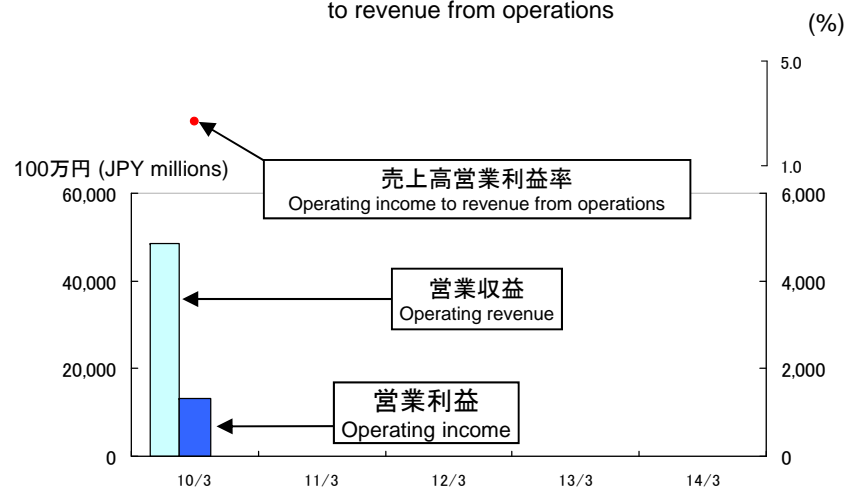 to revenue from operations
(%)
5.0
1.0
売上高営業利益率
Operating income to revenue from operations
100万円 (JPY millions)
60,000
6,000
営業収益
Operating revenue
40,000
4,000
20,000
2,000
営業利益
Operating income
0
0
10/3
11/3
12/3
13/3
14/3